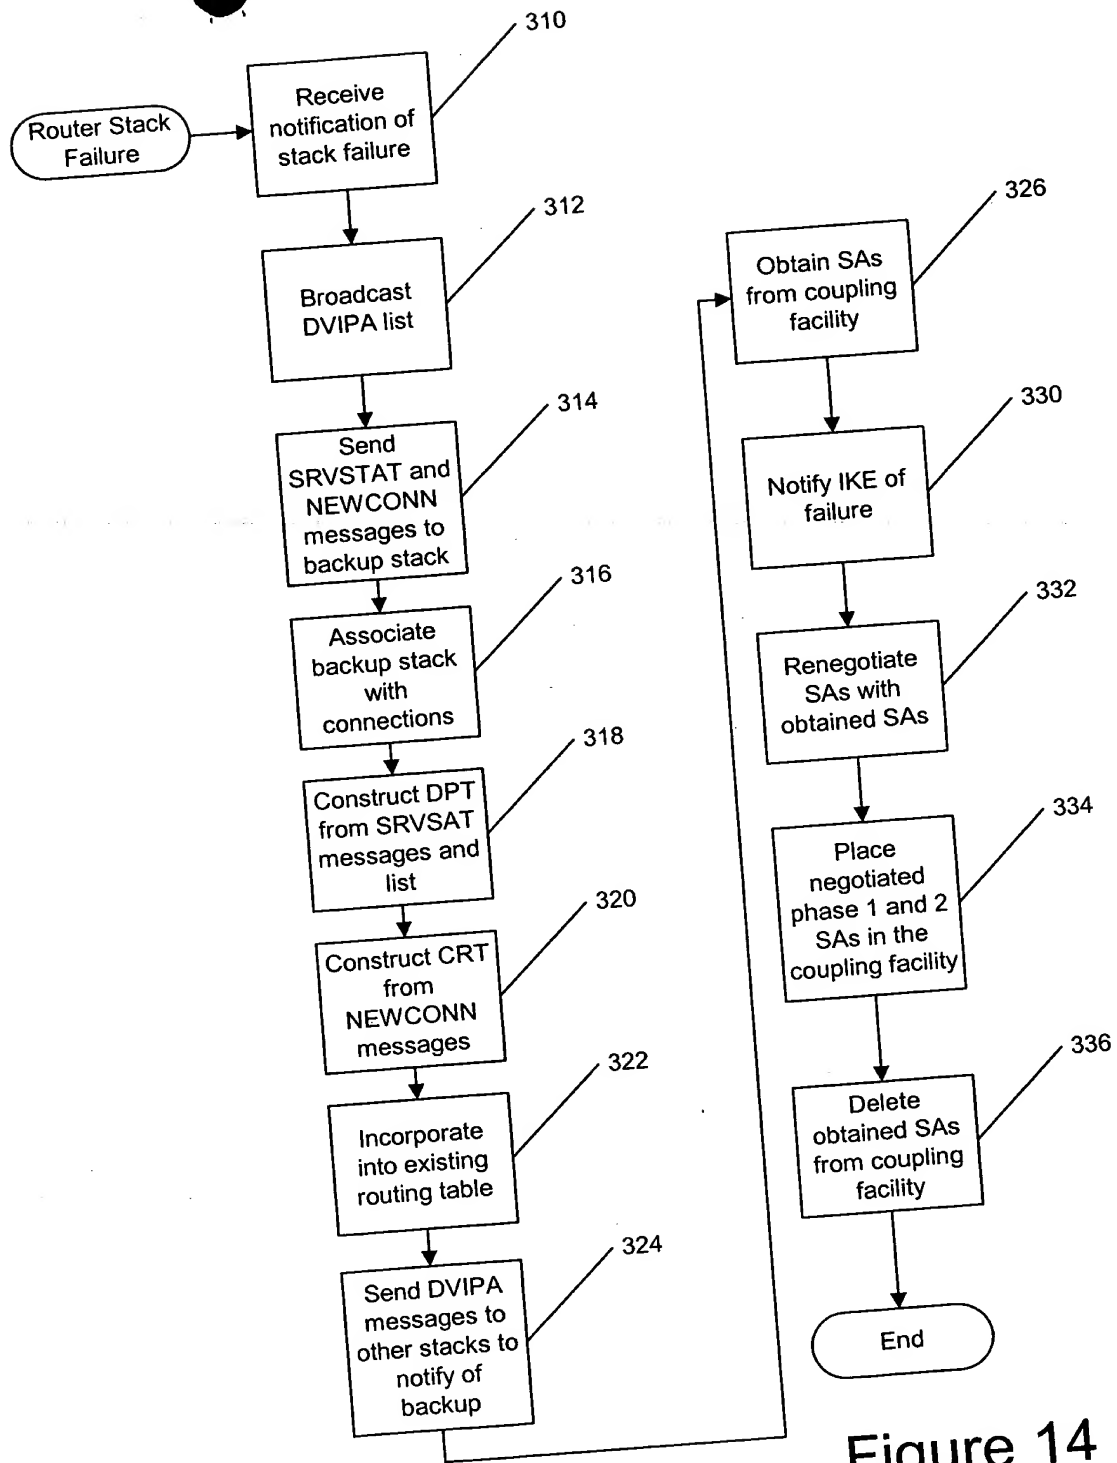 Router Stack
Failure
310
Receive
notification of
stack failure
312
Broadcast
DVIPA list
314
Send
SRVSTAT and
NEWCONN
messages to
backup stack
316
Associate
backup stack
with
connections
318
Construct DPT
from SRVSAT
messages and
list
320
Construct CRT
from
NEWCONN
messages
322
Incorporate
into existing
routing table
324
Send DVIPA
messages to
other stacks to
notify of
backup
326
Obtain SAs
from coupling
facility
330
Notify IKE of
failure
332
Renegotiate
SAs with
obtained SAs
334
Place
negotiated
phase 1 and 2
SAs in the
coupling facility
336
Delete
obtained SAs
from coupling
facility
End
Figure 14